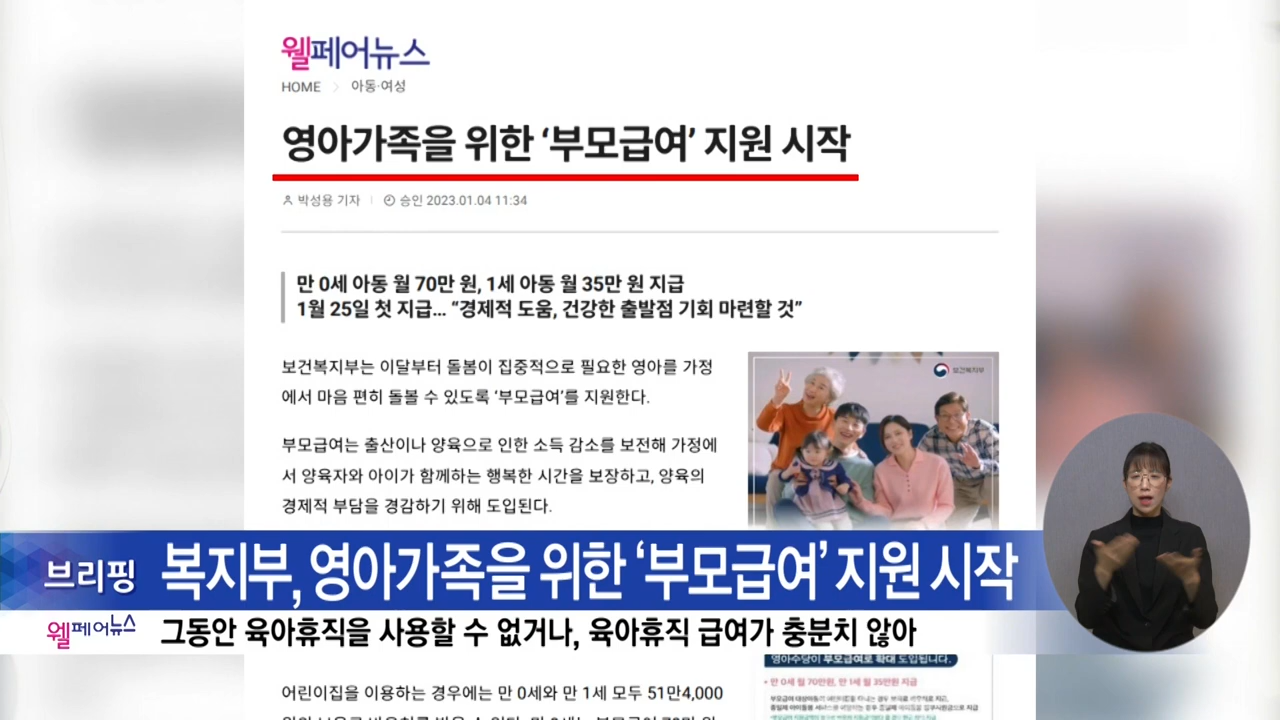 웰페어뉴스
HOME > 아동·여성
영아가족을 위한 ‘부모급여’ 지원 시작
박성용 기자 승인 2023.01.04 11:34
만 0세 아동 월 70만 원, 1세 아동 월 35만 원 지급
1월 25일 첫 지급… “경제적 도움, 건강한 출발점 기회 마련할 것”
보건복지부는 이달부터 돌봄이 집중적으로 필요한 영아를 가정
에서 마음 편히 돌볼 수 있도록 ‘부모급여’를 지원한다.
부모급여는 출산이나 양육으로 인한 소득 감소를 보전해 가정에
서 양육자와 아이가 함께하는 행복한 시간을 보장하고, 양육의
경제적 부담을 경감하기 위해 도입된다.
보건복지부
브리핑
복지부, 영아가족을 위한 ‘부모급여’ 지원 시작
웰페어뉴스
그동안 육아휴직을 사용할 수 없거나, 육아휴직 급여가 충분치 않아
영아수당이 부모급여로 확대 도입됩니다.
• 만 0세 월 70만원, 만 1세 월 35만원 지급
어린이집을 이용하는 경우에는 만 0세와 만 1세 모두 51만4,000